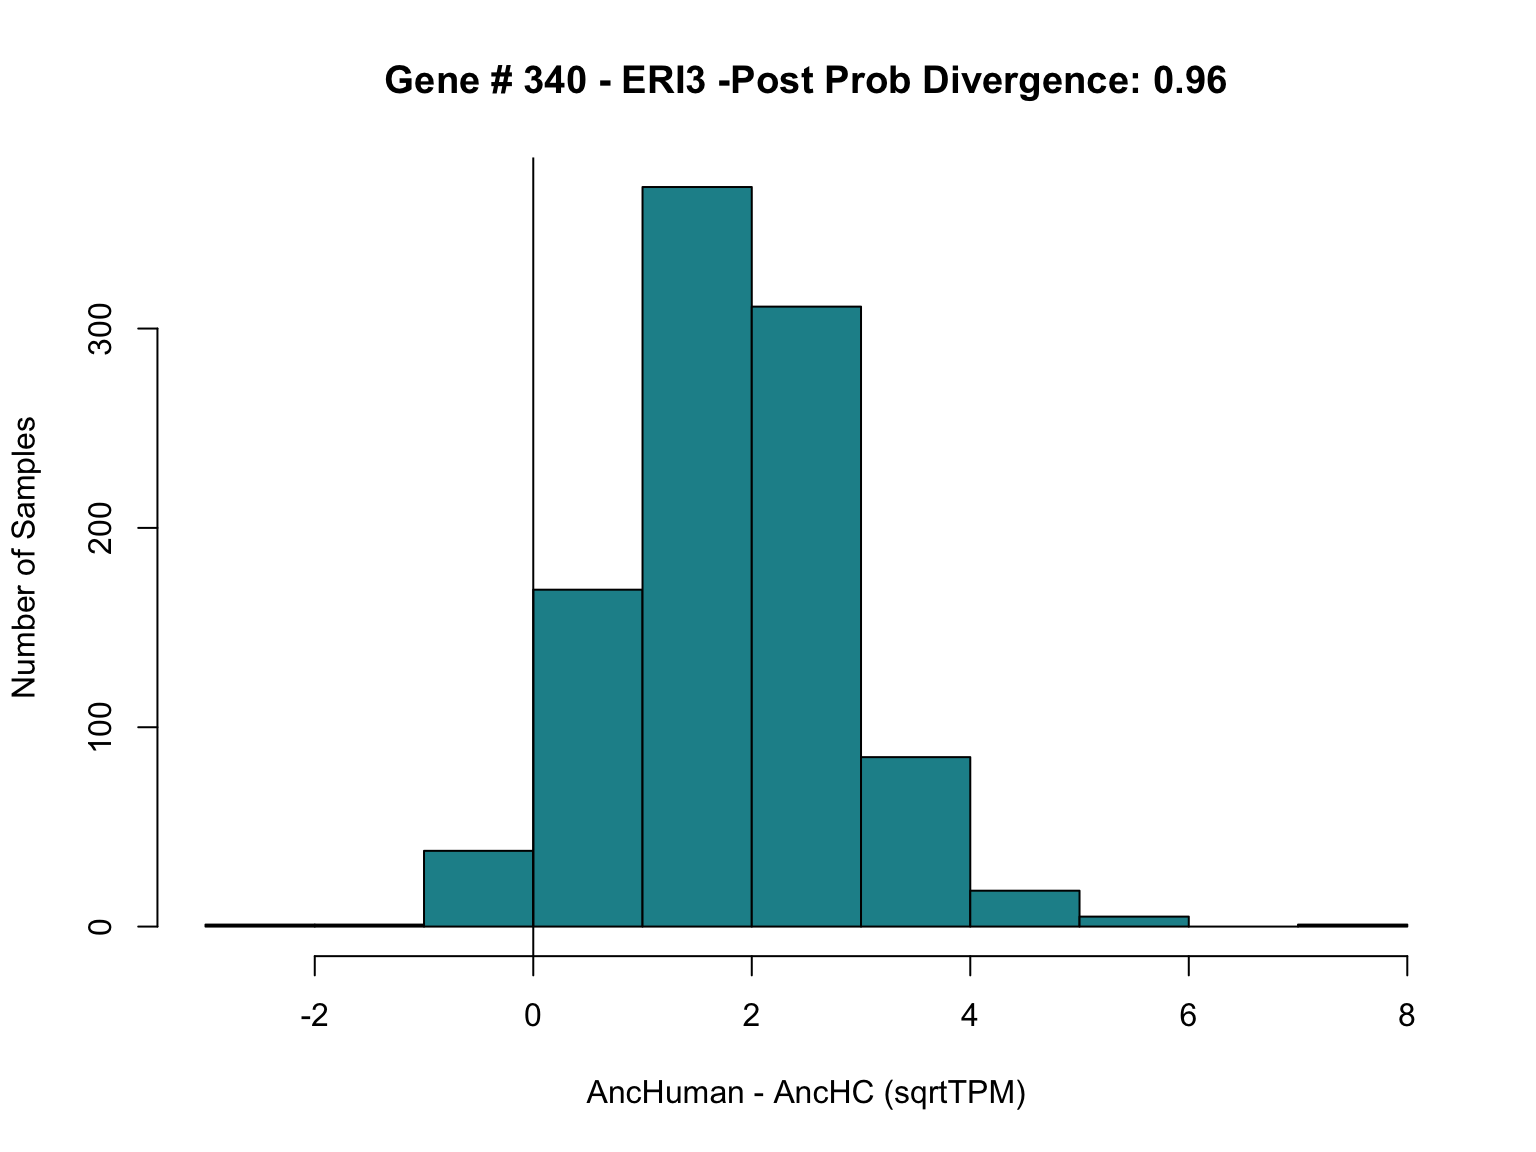 Gene # 340 - ERI3 -Post Prob Divergence: 0.96
Number of Samples
300
200
100
0
-2 0 2 4 6 8
AncHuman - AncHC (sqrtTPM)